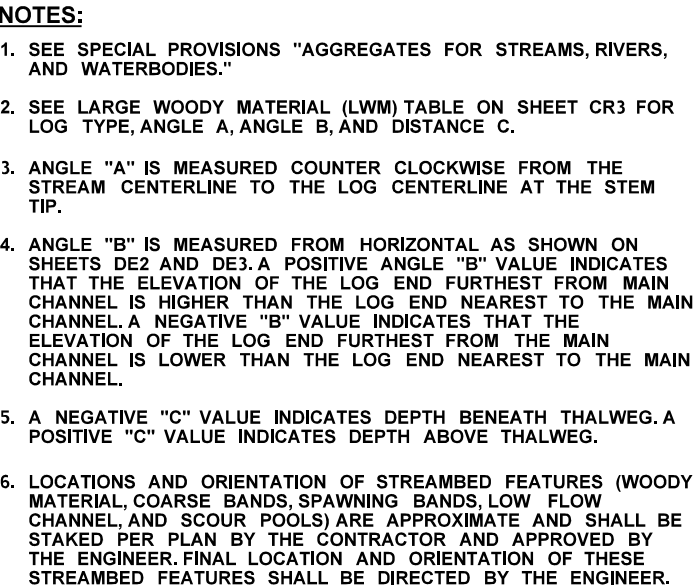 NOTES:
1. SEE SPECIAL PROVISIONS "AGGREGATES FOR STREAMS, RIVERS,
AND WATERBODIES."
2. SEE LARGE WOODY MATERIAL (LWM) TABLE ON SHEET CR3 FOR
LOG TYPE, ANGLE A, ANGLE B, AND DISTANCE C.
3. ANGLE "A" IS MEASURED COUNTER CLOCKWISE FROM THE
STREAM CENTERLINE TO THE LOG CENTERLINE AT THE STEM
TIP.
4. ANGLE "B" IS MEASURED FROM HORIZONTAL AS SHOWN ON
SHEETS DE2 AND DE3. A POSITIVE ANGLE "B" VALUE INDICATES
THAT THE ELEVATION OF THE LOG END FURTHEST FROM MAIN
CHANNEL IS HIGHER THAN THE LOG END NEAREST TO THE MAIN
CHANNEL. A NEGATIVE "B" VALUE INDICATES THAT THE
ELEVATION OF THE LOG END FURTHEST FROM THE MAIN
CHANNEL IS LOWER THAN THE LOG END NEAREST TO THE MAIN
CHANNEL.
5. A NEGATIVE "C" VALUE INDICATES DEPTH BENEATH THALWEG. A
POSITIVE "C" VALUE INDICATES DEPTH ABOVE THALWEG.
6. LOCATIONS AND ORIENTATION OF STREAMBED FEATURES (WOODY
MATERIAL, COARSE BANDS, SPAWNING BANDS, LOW FLOW
CHANNEL, AND SCOUR POOLS) ARE APPROXIMATE AND SHALL BE
STAKED PER PLAN BY THE CONTRACTOR AND APPROVED BY
THE ENGINEER. FINAL LOCATION AND ORIENTATION OF THESE
STREAMBED FEATURES SHALL BE DIRECTED BY THE ENGINEER.